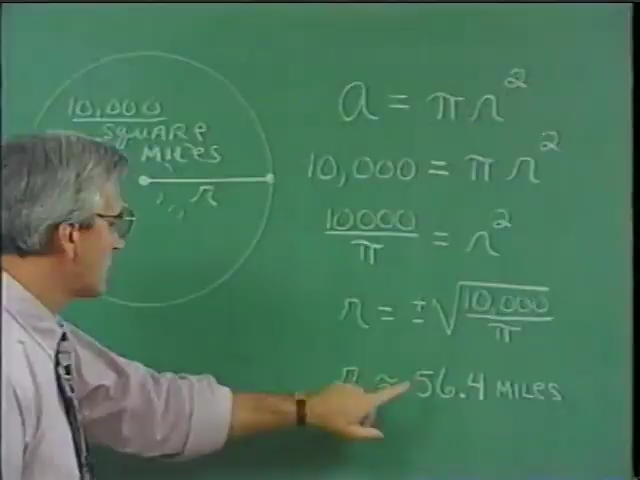 10,000
SQUARE
MILES
r
a = πr²
10,000 = πr²
10000/π = r²
r = ±√10,000/π
r ≈ 56.4 MILES